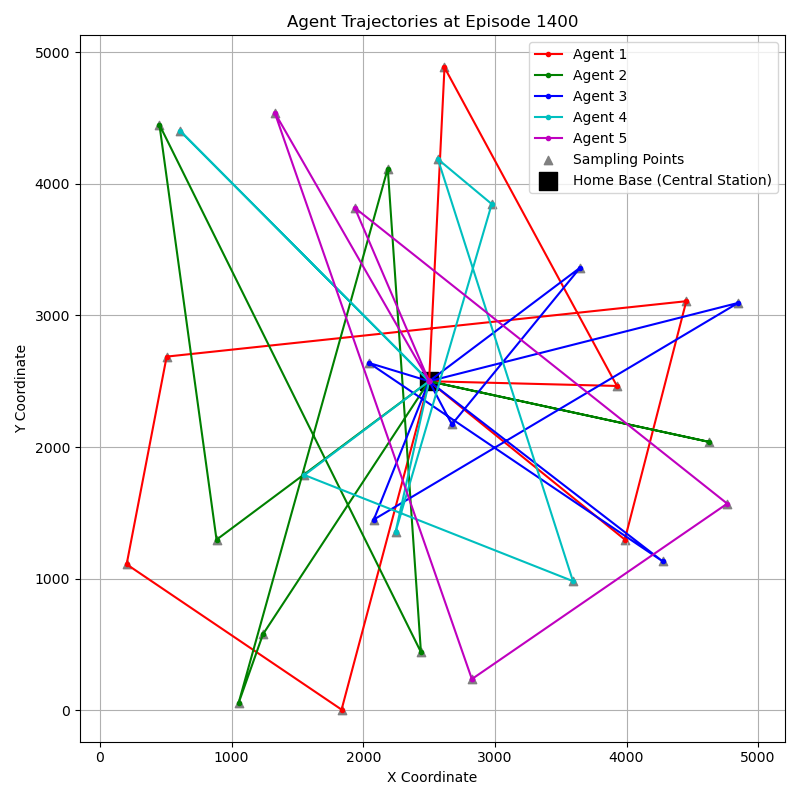 Agent Trajectories at Episode 1400
Agent 1
Agent 2
Agent 3
Agent 4
Agent 5
Sampling Points
Home Base (Central Station)
Y Coordinate
5000
4000
3000
2000
1000
0
0 1000 2000 3000 4000 5000
X Coordinate